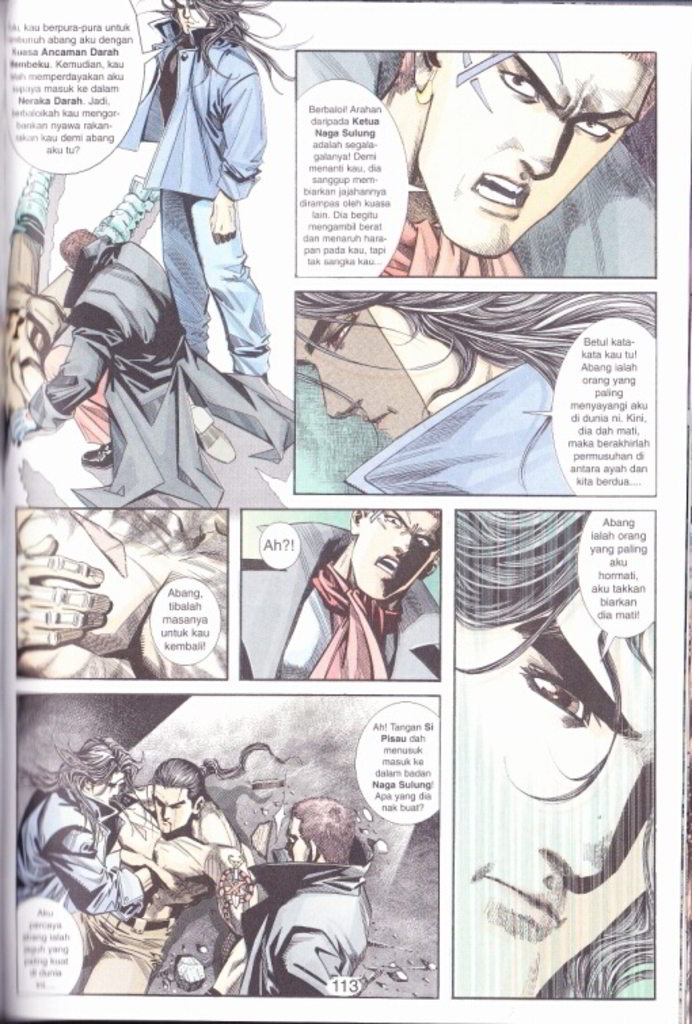 kau berpura-pura untuk
abang aku dengan
Kuasa Ancaman Darah
Membeku. Kemudian, kau
memperdayakan aku
supaya masuk ke dalam
Neraka Darah. Jadi,
berbaloikah kau mengor-
bankan nyawa rakan-
rakan kau demi abang
aku tu?
Berbaloi! Arahan
Ketua
Naga Sulung
adalah segala-
galanya! Demi
menanti kau, dia
sanggup mem-
biarkan jajahannya
dirampas oleh kuasa
lain. Dia begitu
mengambil berat
dan menaruh hara-
pan pada kau, tapi
tak sangka kau...
Betul kata-
kata kau tu!
Abang ialah
orang yang
paling
menyayangi aku
di dunia ni. Kini,
dia dah mati,
maka berakhirlah
permusuhan di
antara ayah dan
kita berdua....
Abang,
tibalah
masanya
untuk kau
kembali!
Ah?!
Abang
ialah orang
yang paling
aku
hormati,
aku takkan
biarkan
dia mati!
Ah! Tangan Si
Pisau dah
menusuk
masuk ke
dalam badan
Naga Sulung!
Apa yang dia
nak buat?
Aku
percaya
abang ialah
jaguh yang
paling kuat
di dunia
ni....
113